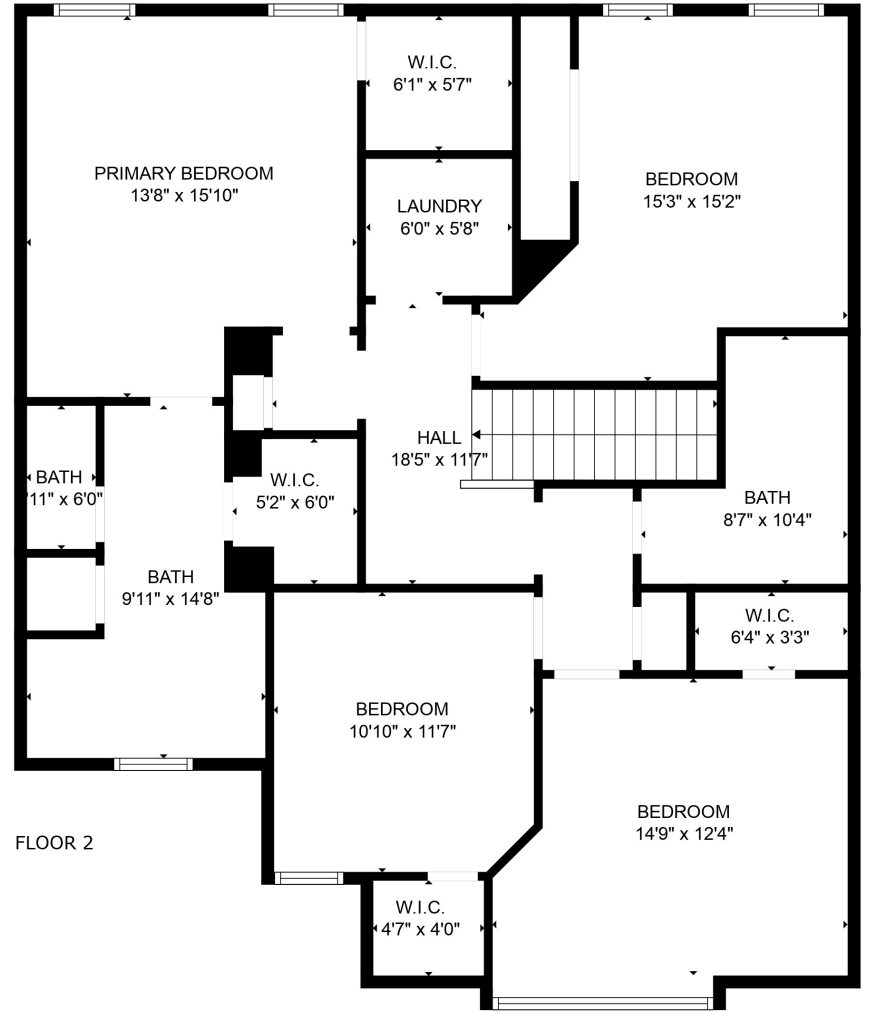 W.I.C.
6'1" x 5'7"
PRIMARY BEDROOM
13'8" x 15'10"
BEDROOM
15'3" x 15'2"
LAUNDRY
6'0" x 5'8"
HALL
18'5" x 11'7"
BATH
'11" x 6'0"
W.I.C.
5'2" x 6'0"
BATH
8'7" x 10'4"
BATH
9'11" x 14'8"
W.I.C.
6'4" x 3'3"
BEDROOM
10'10" x 11'7"
BEDROOM
14'9" x 12'4"
FLOOR 2
W.I.C.
4'7" x 4'0"